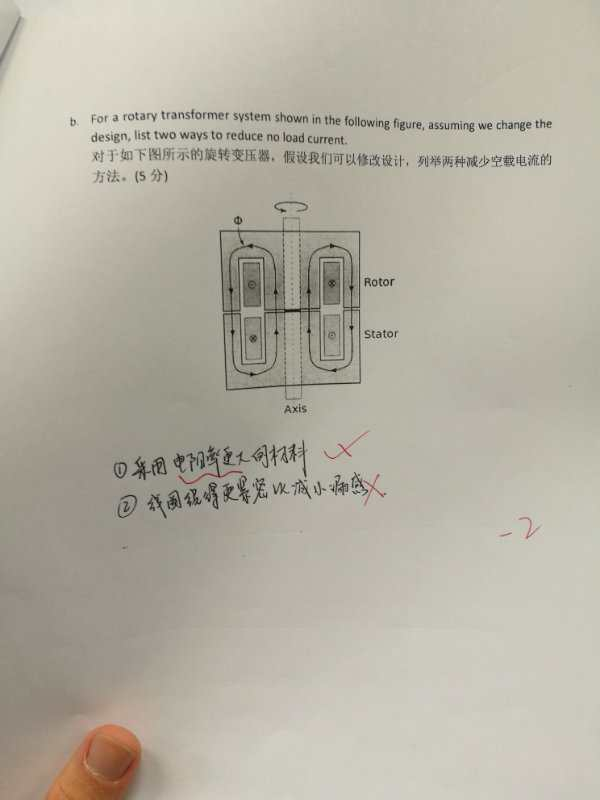 b. For a rotary transformer system shown in the following figure, assuming we change the
design, list two ways to reduce no load current.
对于如下图所示的旋转变压器，假设我们可以修改设计，列举两种减少空载电流的
方法。(5 分)
Φ
Rotor
Stator
Axis
① 采用电阻率更大的材料
② 线圈绕得更紧密以减小漏感
-2